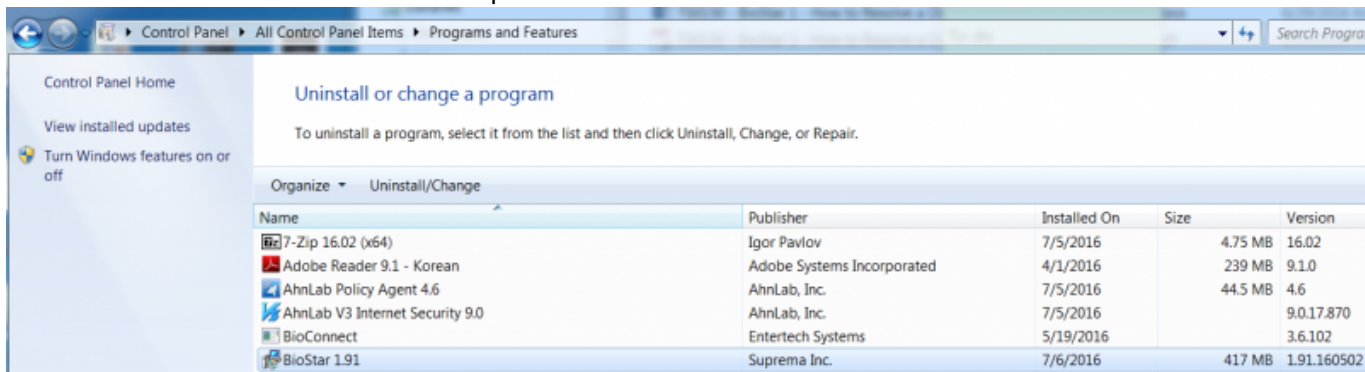 Control Panel ▸ All Control Panel Items ▸ Programs and Features
Search Progra
Control Panel Home
View installed updates
Turn Windows features on or
off
Uninstall or change a program
To uninstall a program, select it from the list and then click Uninstall, Change, or Repair.
Organize Uninstall/Change
Name Publisher Installed On Size Version
7-Zip 16.02 (x64) Igor Pavlov 7/5/2016 4.75 MB 16.02
Adobe Reader 9.1 - Korean Adobe Systems Incorporated 4/1/2016 239 MB 9.1.0
AhnLab Policy Agent 4.6 AhnLab, Inc. 7/5/2016 44.5 MB 4.6
AhnLab V3 Internet Security 9.0 AhnLab, Inc. 7/5/2016 9.0.17.870
BioConnect Entertech Systems 5/19/2016 3.6.102
BioStar 1.91 Suprema Inc. 7/6/2016 417 MB 1.91.160502